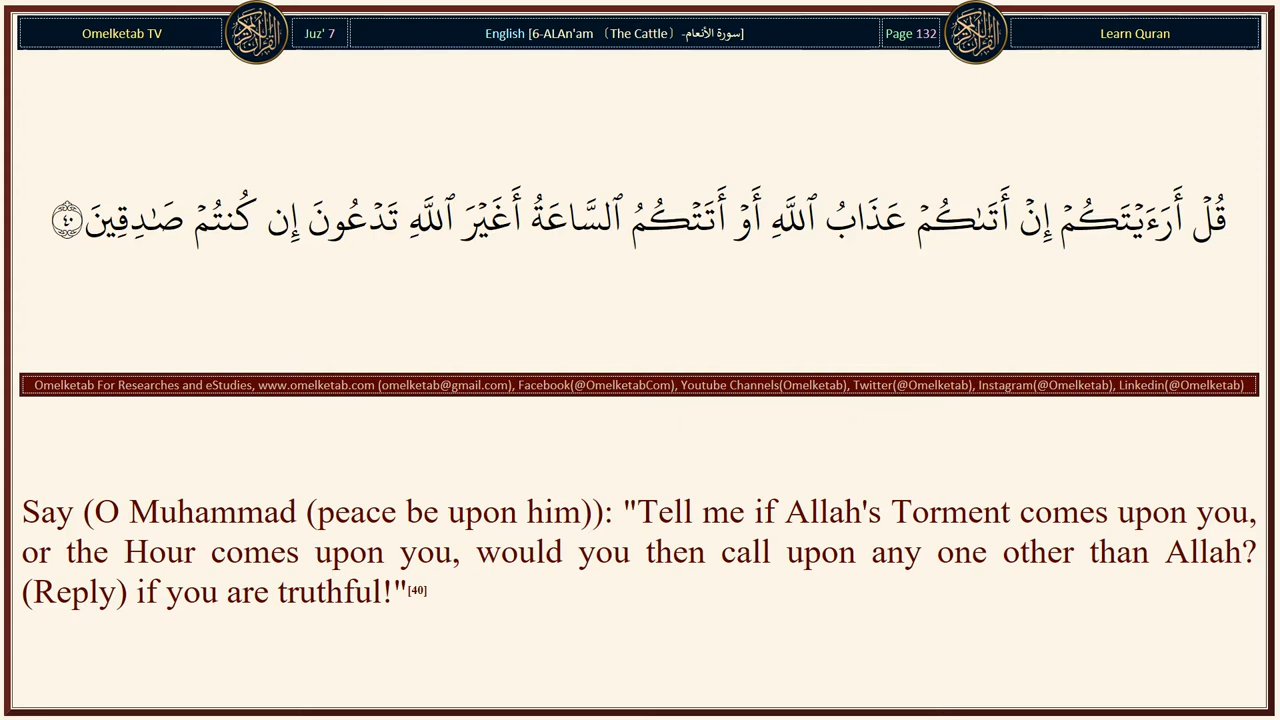 Omelketab TV
Juz' 7
English [6-ALAn'am (The Cattle) -سورة الأنعام]
Page 132
Learn Quran
قُلۡ أَرَءَيۡتَكُمۡ إِنۡ أَتَىٰكُمۡ عَذَابُ ٱللَّهِ أَوۡ أَتَتۡكُمُ ٱلسَّاعَةُ أَغَيۡرَ ٱللَّهِ تَدۡعُونَ إِن كُنتُمۡ صَٰدِقِينَ ٤٠
Omelketab For Researches and eStudies, www.omelketab.com (omelketab@gmail.com), Facebook(@OmelketabCom), Youtube Channels(Omelketab), Twitter(@Omelketab), Instagram(@Omelketab), Linkedin(@Omelketab)
Say (O Muhammad (peace be upon him)): "Tell me if Allah's Torment comes upon you,
or the Hour comes upon you, would you then call upon any one other than Allah?
(Reply) if you are truthful!"[40]